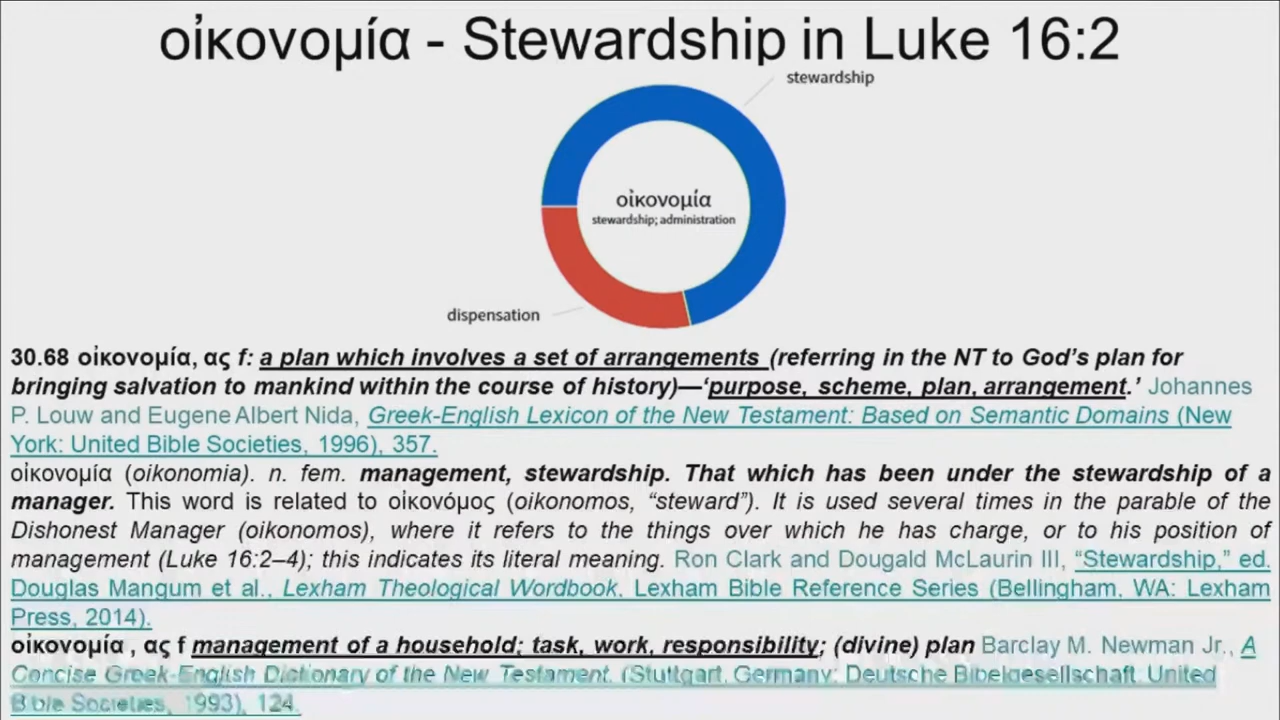 οἰκονομία - Stewardship in Luke 16:2
stewardship
οἰκονομία
stewardship; administration
dispensation
30.68 οἰκονομία, ας f: a plan which involves a set of arrangements (referring in the NT to God’s plan for
bringing salvation to mankind within the course of history)—‘purpose, scheme, plan, arrangement.’ Johannes
P. Louw and Eugene Albert Nida, Greek-English Lexicon of the New Testament: Based on Semantic Domains (New
York: United Bible Societies, 1996), 357.
οἰκονομία (oikonomia). n. fem. management, stewardship. That which has been under the stewardship of a
manager. This word is related to οἰκονόμος (oikonomos, “steward”). It is used several times in the parable of the
Dishonest Manager (oikonomos), where it refers to the things over which he has charge, or to his position of
management (Luke 16:2–4); this indicates its literal meaning. Ron Clark and Dougald McLaurin III, “Stewardship,” ed.
Douglas Mangum et al., Lexham Theological Wordbook, Lexham Bible Reference Series (Bellingham, WA: Lexham
Press, 2014).
οἰκονομία , ας f management of a household; task, work, responsibility; (divine) plan Barclay M. Newman Jr., A
Concise Greek-English Dictionary of the New Testament. (Stuttgart, Germany: Deutsche Bibelgesellschaft; United
Bible Societies, 1993), 124.